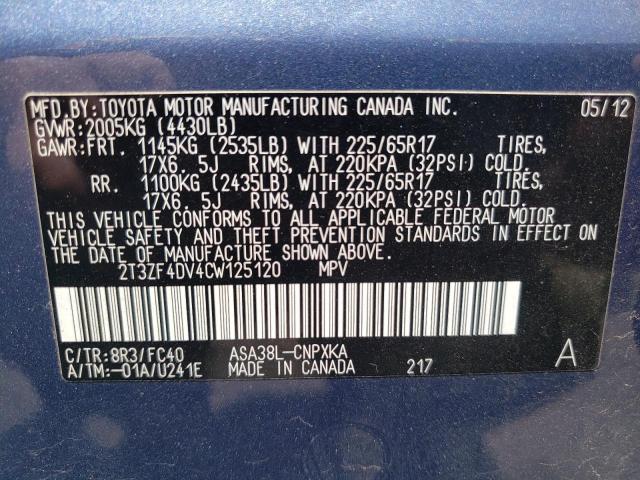 MFD.BY:TOYOTA MOTOR MANUFACTURING CANADA INC. 05/12
GVWR:2005KG (4430LB)
GAWR:FRT. 1145KG (2535LB) WITH 225/65R17 TIRES,
17X6. 5J RIMS, AT 220KPA (32PSI) COLD.
RR. 1100KG (2435LB) WITH 225/65R17 TIRES,
17X6. 5J RIMS, AT 220KPA (32PSI) COLD.
THIS VEHICLE CONFORMS TO ALL APPLICABLE FEDERAL MOTOR
VEHICLE SAFETY AND THEFT PREVENTION STANDARDS IN EFFECT ON
THE DATE OF MANUFACTURE SHOWN ABOVE.
2T3ZF4DV4CW125120 MPV
C/TR:8R3/FC40 ASA38L-CNPXKA
A/TM:-01A/U241E MADE IN CANADA 217 A